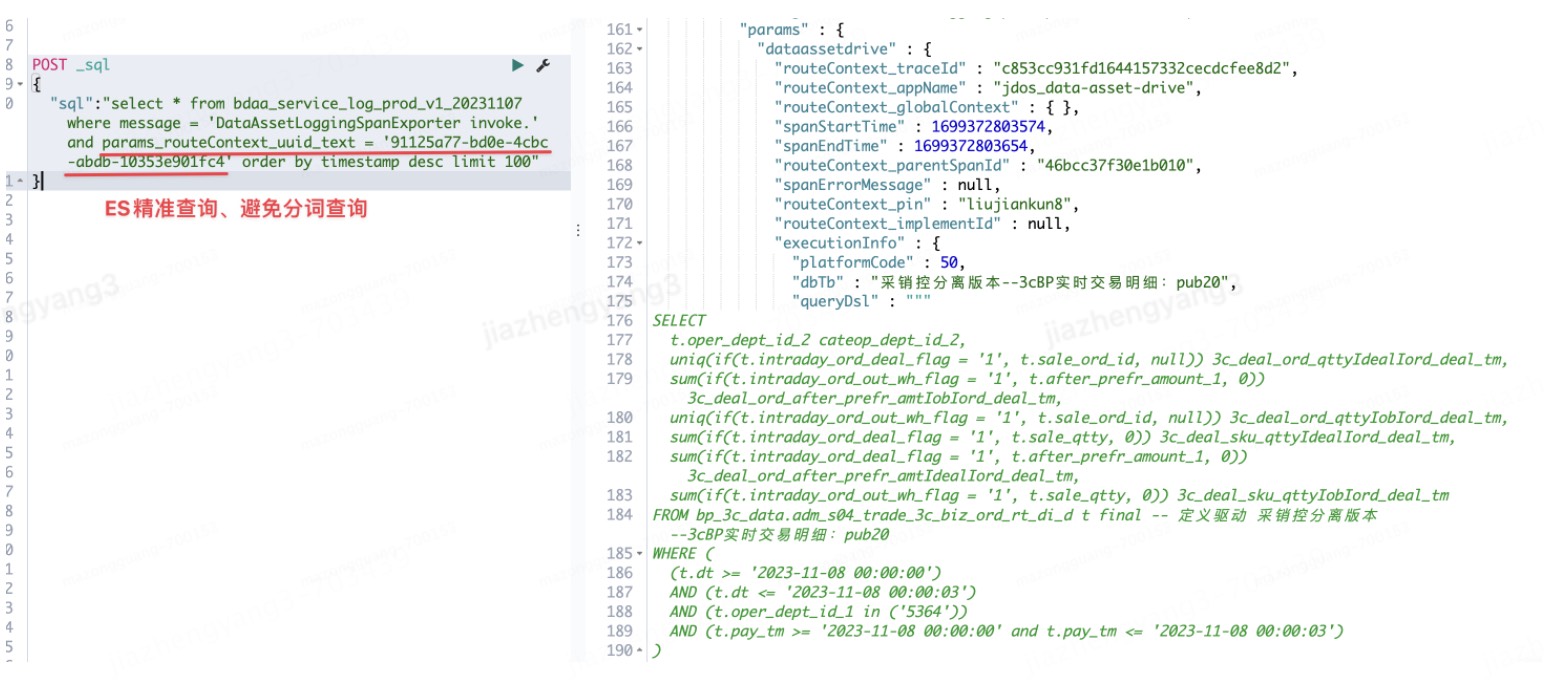 6
7
8 POST _sql
9 {
0 "sql":"select * from bdaa_service_log_prod_v1_20231107
where message = 'DataAssetLoggingSpanExporter invoke.'
and params_routeContext_uuid_text = '91125a77-bd0e-4cbc
-abdb-10353e901fc4' order by timestamp desc limit 100"
1 }
2
3
4
5
6
7
8
9
0
1
2
3
4
5
6
7
8
9
0
1
2
3
4
5
ES精准查询、避免分词查询
161 "params" : {
162 "dataassetdrive" : {
163 "routeContext_traceId" : "c853cc931fd1644157332cecdcfee8d2",
164 "routeContext_appName" : "jdos_data-asset-drive",
165 "routeContext_globalContext" : { },
166 "spanStartTime" : 1699372803574,
167 "spanEndTime" : 1699372803654,
168 "routeContext_parentSpanId" : "46bcc37f30e1b010",
169 "spanErrorMessage" : null,
170 "routeContext_pin" : "liujiankun8",
171 "routeContext_implementId" : null,
172 "executionInfo" : {
173 "platformCode" : 50,
174 "dbTb" : "采销控分离版本--3cBP实时交易明细：pub20",
175 "queryDsl" : """
176 SELECT
177 t.oper_dept_id_2 cateop_dept_id_2,
178 uniq(if(t.intraday_ord_deal_flag = '1', t.sale_ord_id, null)) 3c_deal_ord_qttyIdealIord_deal_tm,
179 sum(if(t.intraday_ord_out_wh_flag = '1', t.after_prefr_amount_1, 0))
3c_deal_ord_after_prefr_amtIobIord_deal_tm,
180 uniq(if(t.intraday_ord_out_wh_flag = '1', t.sale_ord_id, null)) 3c_deal_ord_qttyIobIord_deal_tm,
181 sum(if(t.intraday_ord_deal_flag = '1', t.sale_qtty, 0)) 3c_deal_sku_qttyIdealIord_deal_tm,
182 sum(if(t.intraday_ord_deal_flag = '1', t.after_prefr_amount_1, 0))
3c_deal_ord_after_prefr_amtIdealIord_deal_tm,
183 sum(if(t.intraday_ord_out_wh_flag = '1', t.sale_qtty, 0)) 3c_deal_sku_qttyIobIord_deal_tm
184 FROM bp_3c_data.adm_s04_trade_3c_biz_ord_rt_di_d t final -- 定义驱动 采销控分离版本
--3cBP实时交易明细：pub20
185 WHERE (
186 (t.dt >= '2023-11-08 00:00:00')
187 AND (t.dt <= '2023-11-08 00:00:03')
188 AND (t.oper_dept_id_1 in ('5364'))
189 AND (t.pay_tm >= '2023-11-08 00:00:00' and t.pay_tm <= '2023-11-08 00:00:03')
190 )
jiazhengyang3
jiazhengyang3